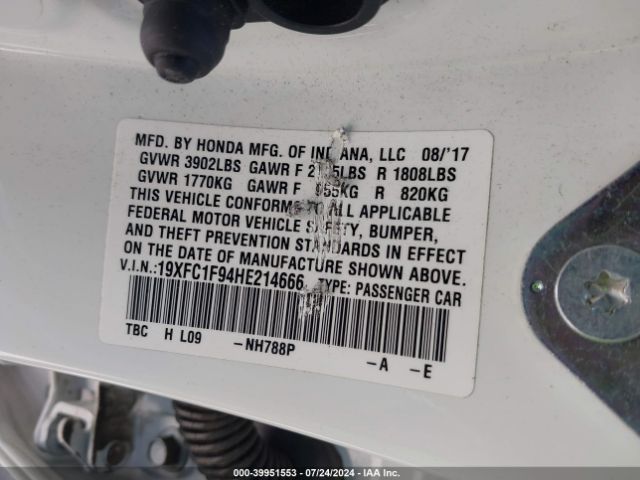 MFD. BY HONDA MFG. OF INDIANA, LLC 08/'17
GVWR 3902LBS GAWR F LBS R 1808LBS
GVWR 1770KG GAWR F KG R 820KG
THIS VEHICLE CONFORMS TO ALL APPLICABLE
FEDERAL MOTOR VEHICLE SAFETY, BUMPER,
AND THEFT PREVENTION STANDARDS IN EFFECT
ON THE DATE OF MANUFACTURE SHOWN ABOVE.
V.I.N.:19XFC1F94HE214666 TYPE: PASSENGER CAR
TBC H L09 -NH788P -A -E
000-39951553 - 07/24/2024 - IAA Inc.